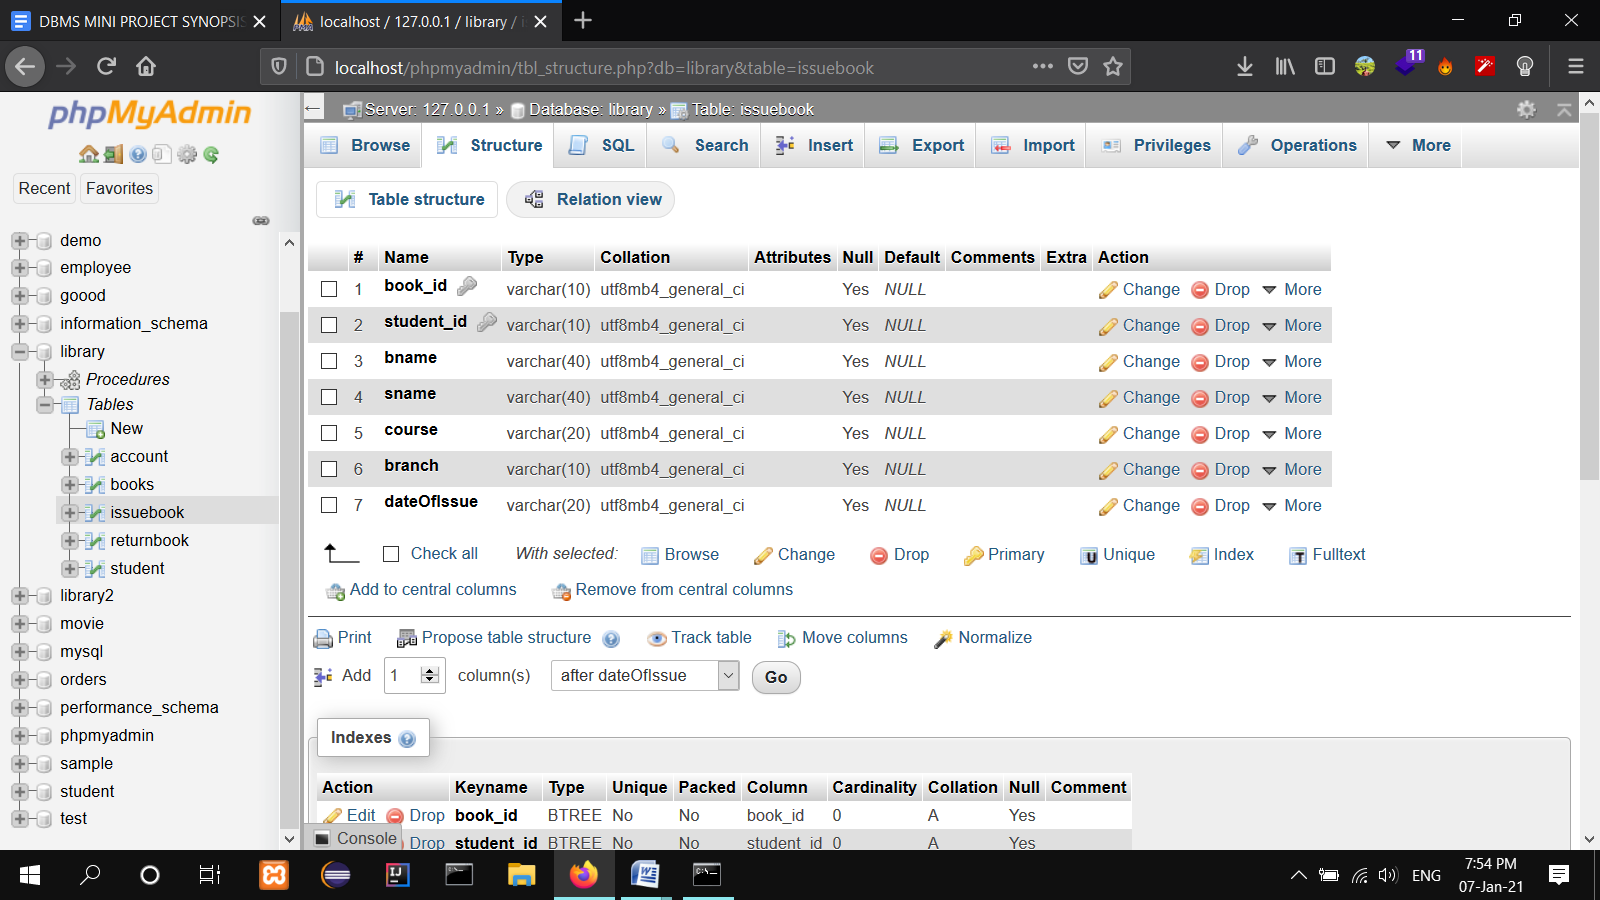 DBMS MINI PROJECT SYNOPSIS
localhost / 127.0.0.1 / library / i
localhost/phpmyadmin/tbl_structure.php?db=library&table=issuebook
11
phpMyAdmin
Recent Favorites
demo
employee
goood
information_schema
library
Procedures
Tables
New
account
books
issuebook
returnbook
student
library2
movie
mysql
orders
performance_schema
phpmyadmin
sample
student
test
Server: 127.0.0.1 » Database: library » Table: issuebook
Browse Structure SQL Search Insert Export Import Privileges Operations More
Table structure Relation view
# Name Type Collation Attributes Null Default Comments Extra Action
1 book_id varchar(10) utf8mb4_general_ci Yes NULL Change Drop More
2 student_id varchar(10) utf8mb4_general_ci Yes NULL Change Drop More
3 bname varchar(40) utf8mb4_general_ci Yes NULL Change Drop More
4 sname varchar(40) utf8mb4_general_ci Yes NULL Change Drop More
5 course varchar(20) utf8mb4_general_ci Yes NULL Change Drop More
6 branch varchar(10) utf8mb4_general_ci Yes NULL Change Drop More
7 dateOfIssue varchar(20) utf8mb4_general_ci Yes NULL Change Drop More
Check all With selected: Browse Change Drop Primary Unique Index Fulltext
Add to central columns Remove from central columns
Print Propose table structure Track table Move columns Normalize
Add 1 column(s) after dateOfIssue Go
Indexes
Action Keyname Type Unique Packed Column Cardinality Collation Null Comment
Edit Drop book_id BTREE No No book_id 0 A Yes
Drop student_id BTREE No No student_id 0 A Yes
Console
ENG
7:54 PM
07-Jan-21